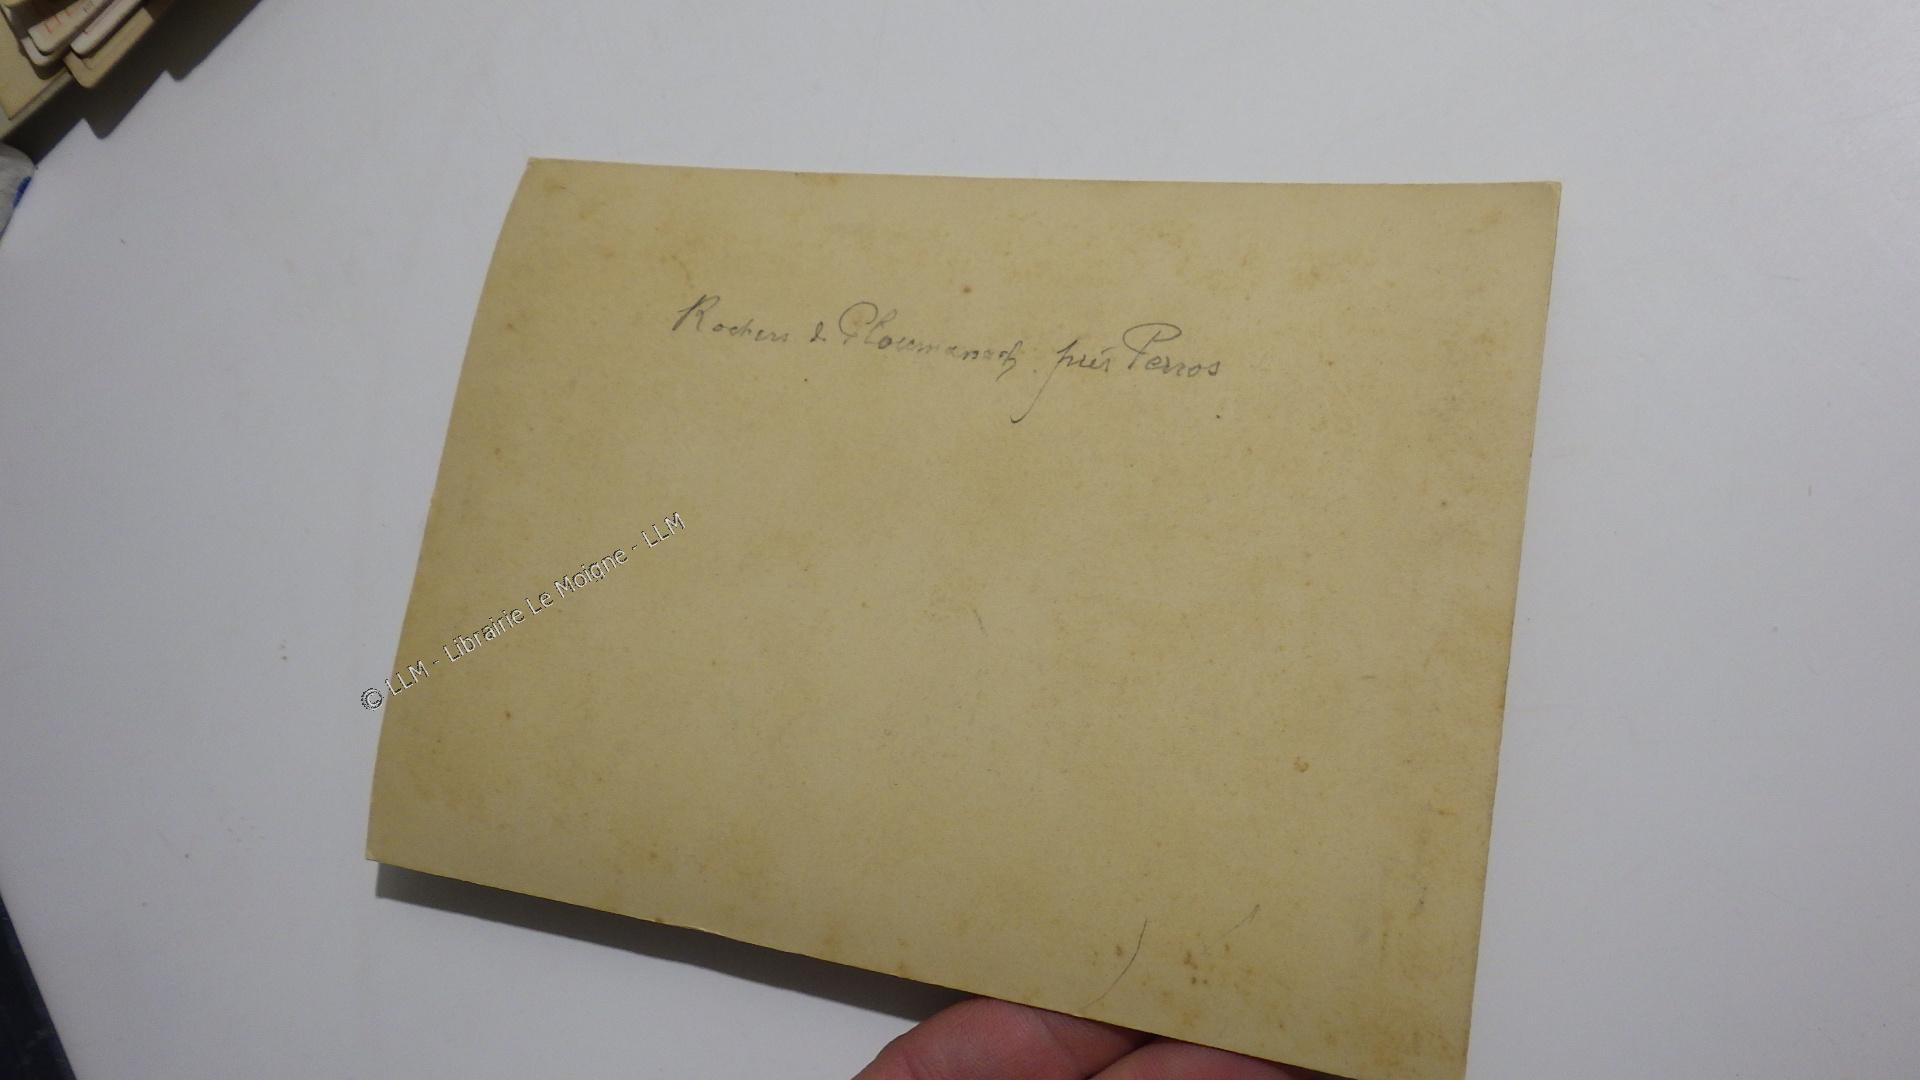 Rochers de Ploumanach près Perros
© LLM - Librairie Le Moigne - LLM